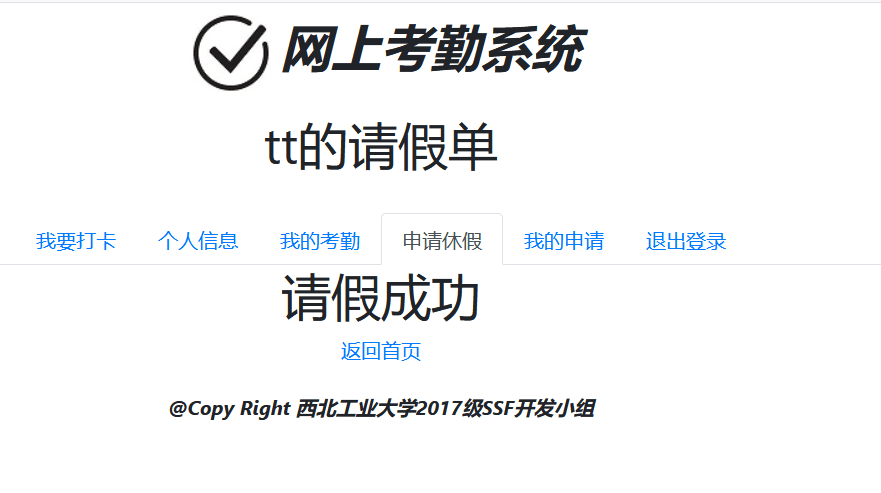 网上考勤系统
tt的请假单
我要打卡 个人信息 我的考勤 申请休假 我的申请 退出登录
请假成功
返回首页
@Copy Right 西北工业大学2017级SSF开发小组